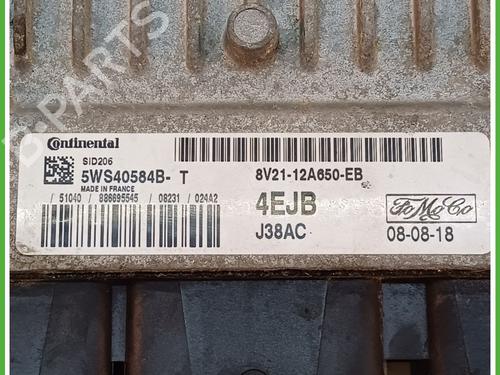 Continental
SID206
5WS40584B- T
MADE IN FRANCE
/ 51040 / 886695545 / 08231 / 024A2
8V21-12A650-EB
4EJB
J38AC
FoMoCo
08-08-18
B-PARTS